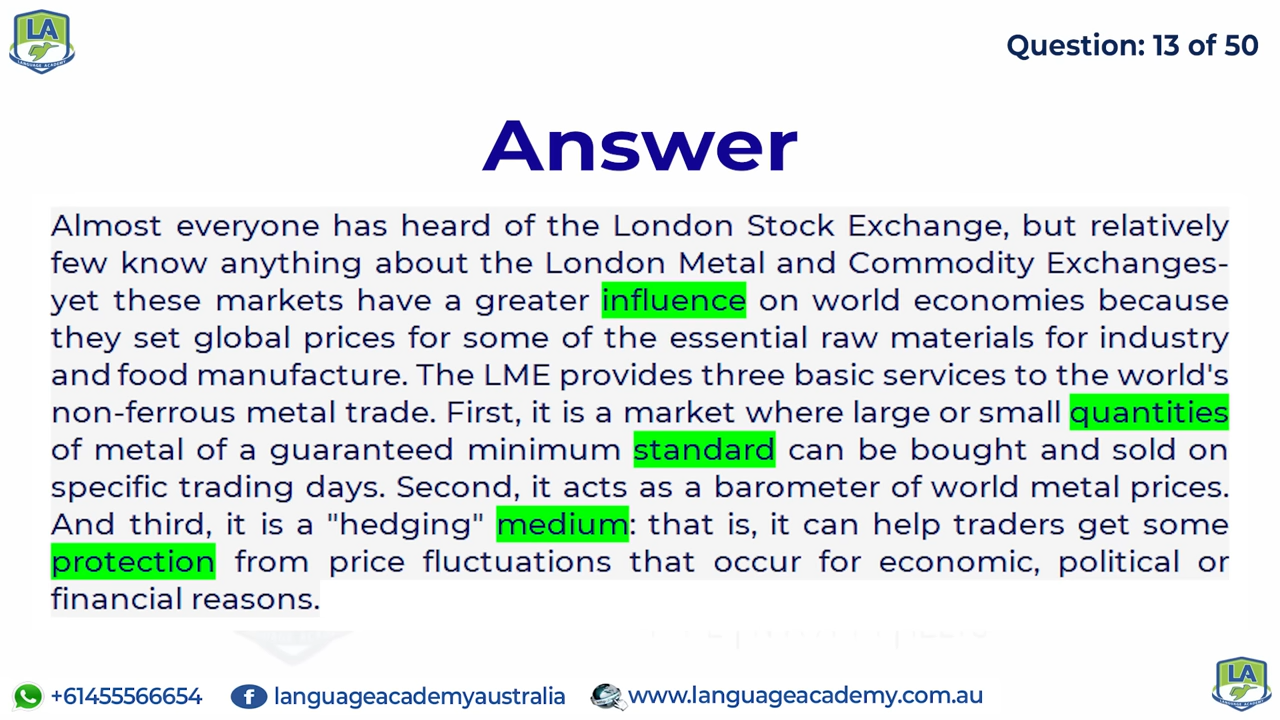 LA
LANGUAGE ACADEMY
Question: 13 of 50
Answer
Almost everyone has heard of the London Stock Exchange, but relatively
few know anything about the London Metal and Commodity Exchanges-
yet these markets have a greater influence on world economies because
they set global prices for some of the essential raw materials for industry
and food manufacture. The LME provides three basic services to the world's
non-ferrous metal trade. First, it is a market where large or small quantities
of metal of a guaranteed minimum standard can be bought and sold on
specific trading days. Second, it acts as a barometer of world metal prices.
And third, it is a "hedging" medium: that is, it can help traders get some
protection from price fluctuations that occur for economic, political or
financial reasons.
+61455566654 languageacademyaustralia www.languageacademy.com.au
LA